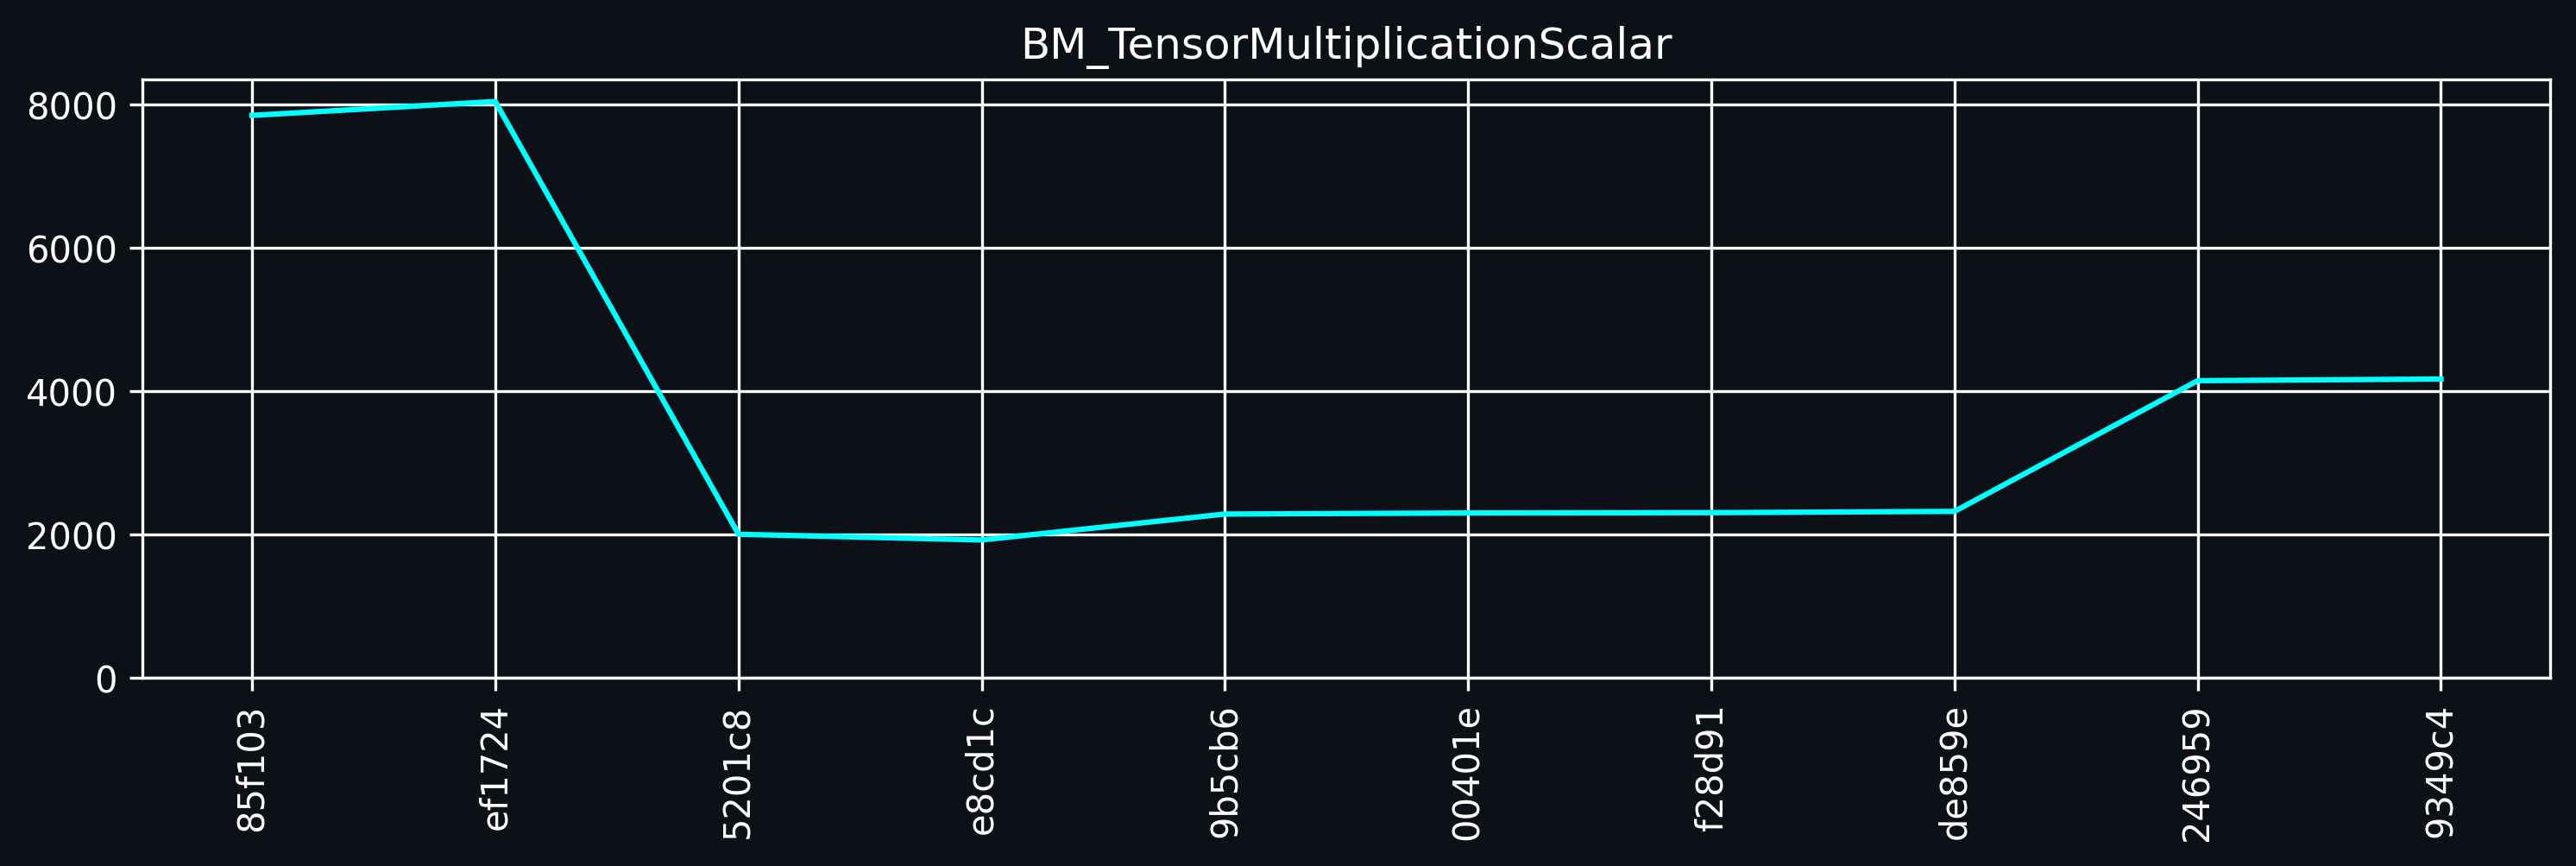 BM_TensorMultiplicationScalar
8000
6000
4000
2000
0
85f103
ef1724
5201c8
e8cd1c
9b5cb6
00401e
f28d91
de859e
246959
9349c4